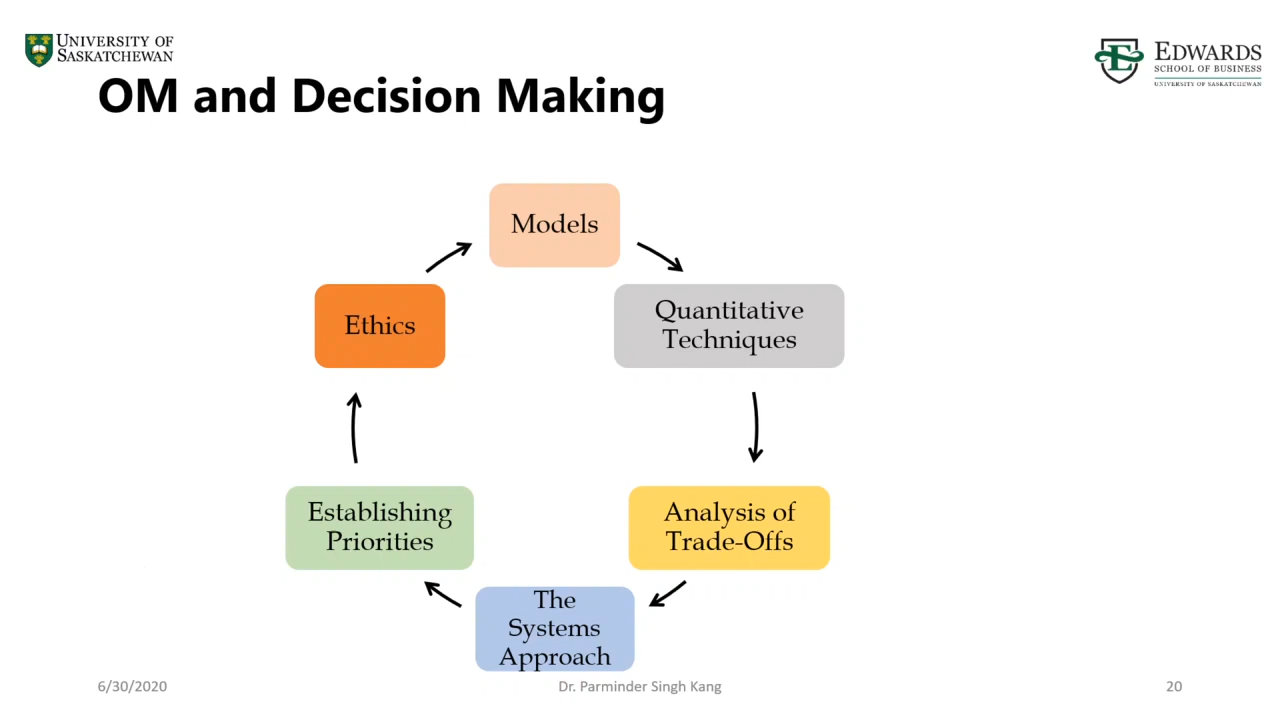 UNIVERSITY OF
SASKATCHEWAN
EDWARDS
SCHOOL OF BUSINESS
UNIVERSITY OF SASKATCHEWAN
OM and Decision Making
Models
Quantitative
Techniques
Analysis of
Trade-Offs
The
Systems
Approach
Establishing
Priorities
Ethics
6/30/2020
Dr. Parminder Singh Kang
20